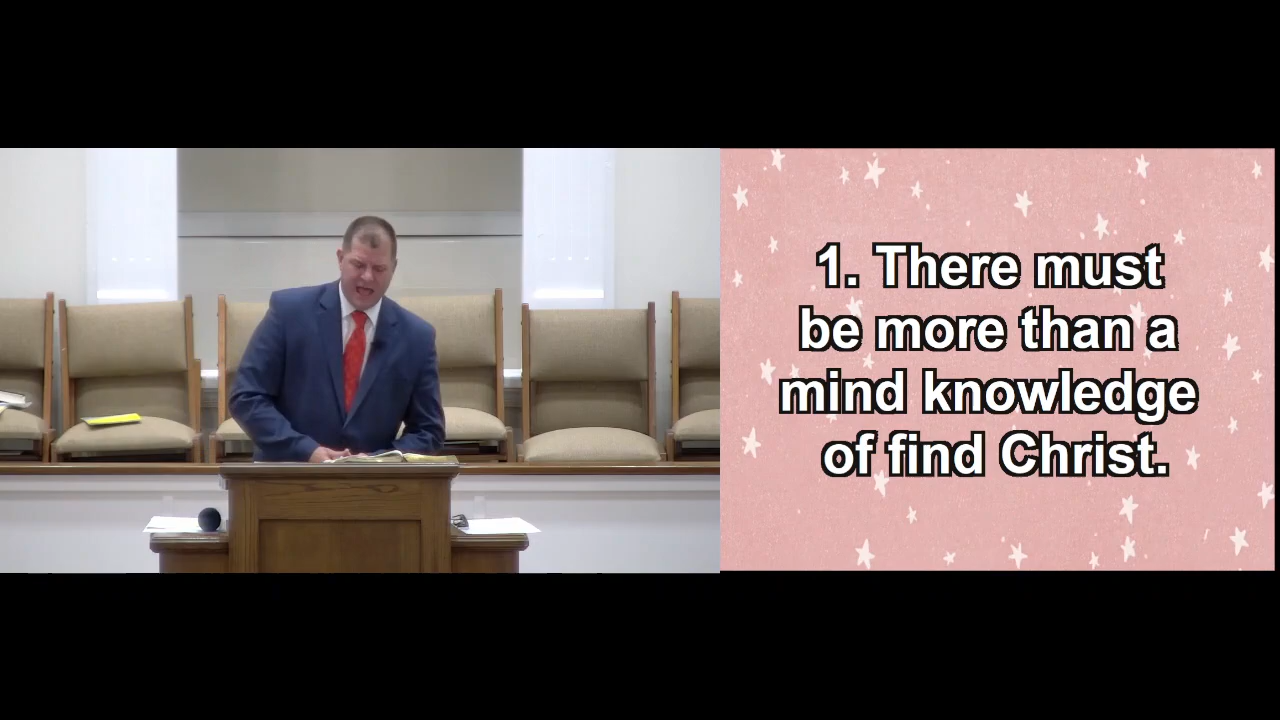 1. There must
be more than a
mind knowledge
of find Christ.